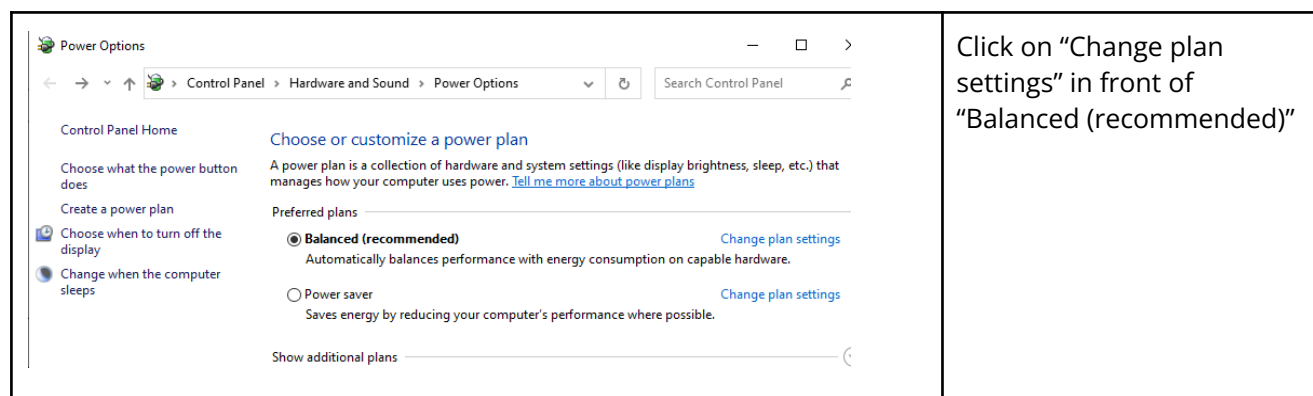 Power Options
Control Panel > Hardware and Sound > Power Options
Search Control Panel
Control Panel Home
Choose what the power button
does
Create a power plan
Choose when to turn off the
display
Change when the computer
sleeps
Choose or customize a power plan
A power plan is a collection of hardware and system settings (like display brightness, sleep, etc.) that
manages how your computer uses power. Tell me more about power plans
Preferred plans
Balanced (recommended) Change plan settings
Automatically balances performance with energy consumption on capable hardware.
Power saver Change plan settings
Saves energy by reducing your computer's performance where possible.
Show additional plans
Click on “Change plan
settings” in front of
“Balanced (recommended)”